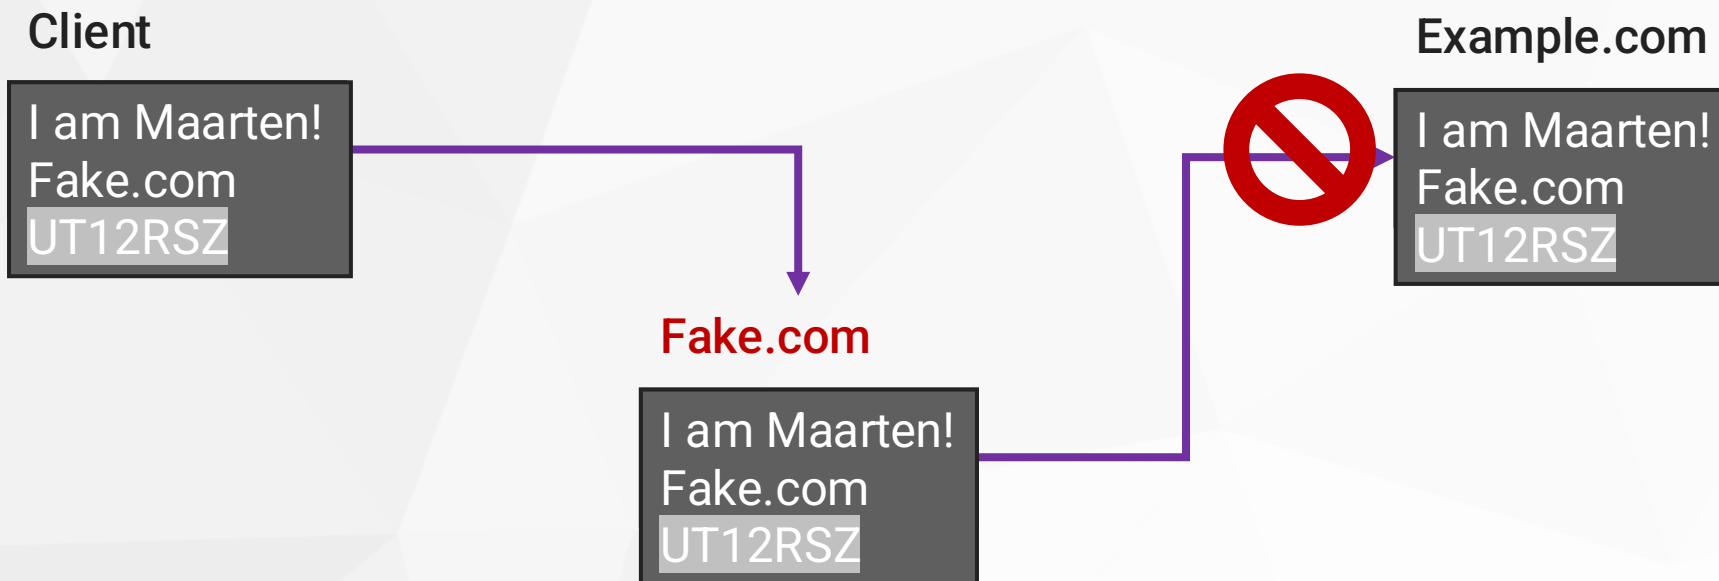 Client
I am Maarten!
Fake.com
UT12RSZ
Fake.com
I am Maarten!
Fake.com
UT12RSZ
Example.com
I am Maarten!
Fake.com
UT12RSZ